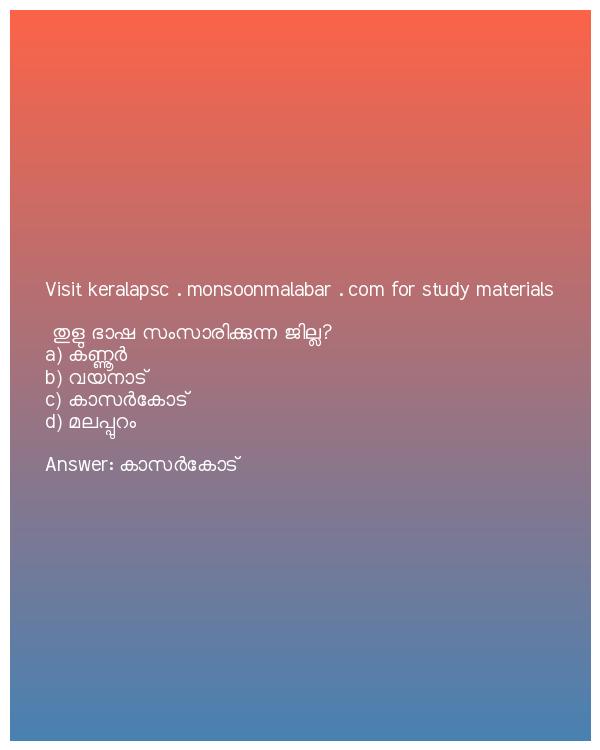 Visit keralapsc . monsoonmalabar . com for study materials
തുളു ഭാഷ സംസാരിക്കുന്ന ജില്ല?
a) കണ്ണൂർ
b) വയനാട്
c) കാസർകോട്
d) മലപ്പുറം
Answer: കാസർകോട്